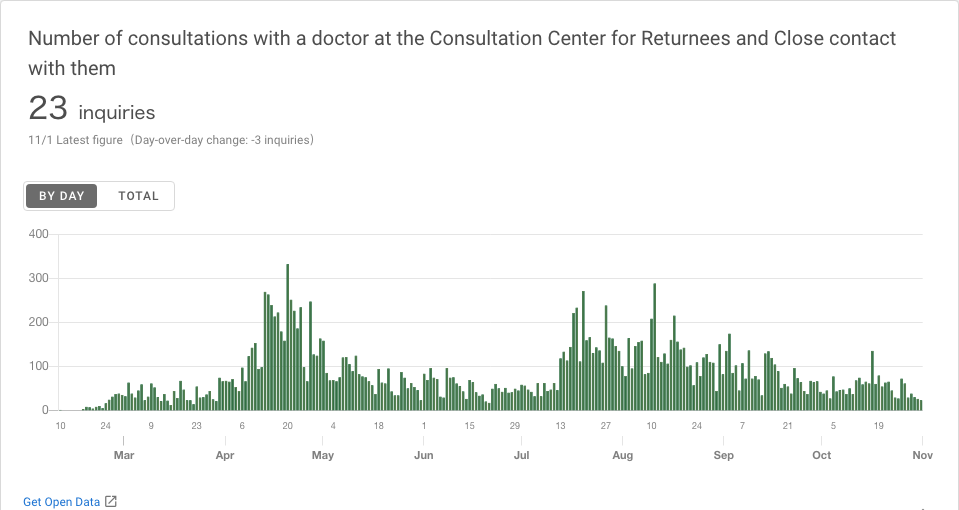 Number of consultations with a doctor at the Consultation Center for Returnees and Close contact
with them
23 inquiries
11/1 Latest figure (Day-over-day change: -3 inquiries)
BY DAY TOTAL
400
300
200
100
0
10 24 9 23 6 20 4 18 1 15 29 13 27 10 24 7 21 5 19
Mar Apr May Jun Jul Aug Sep Oct Nov
Get Open Data